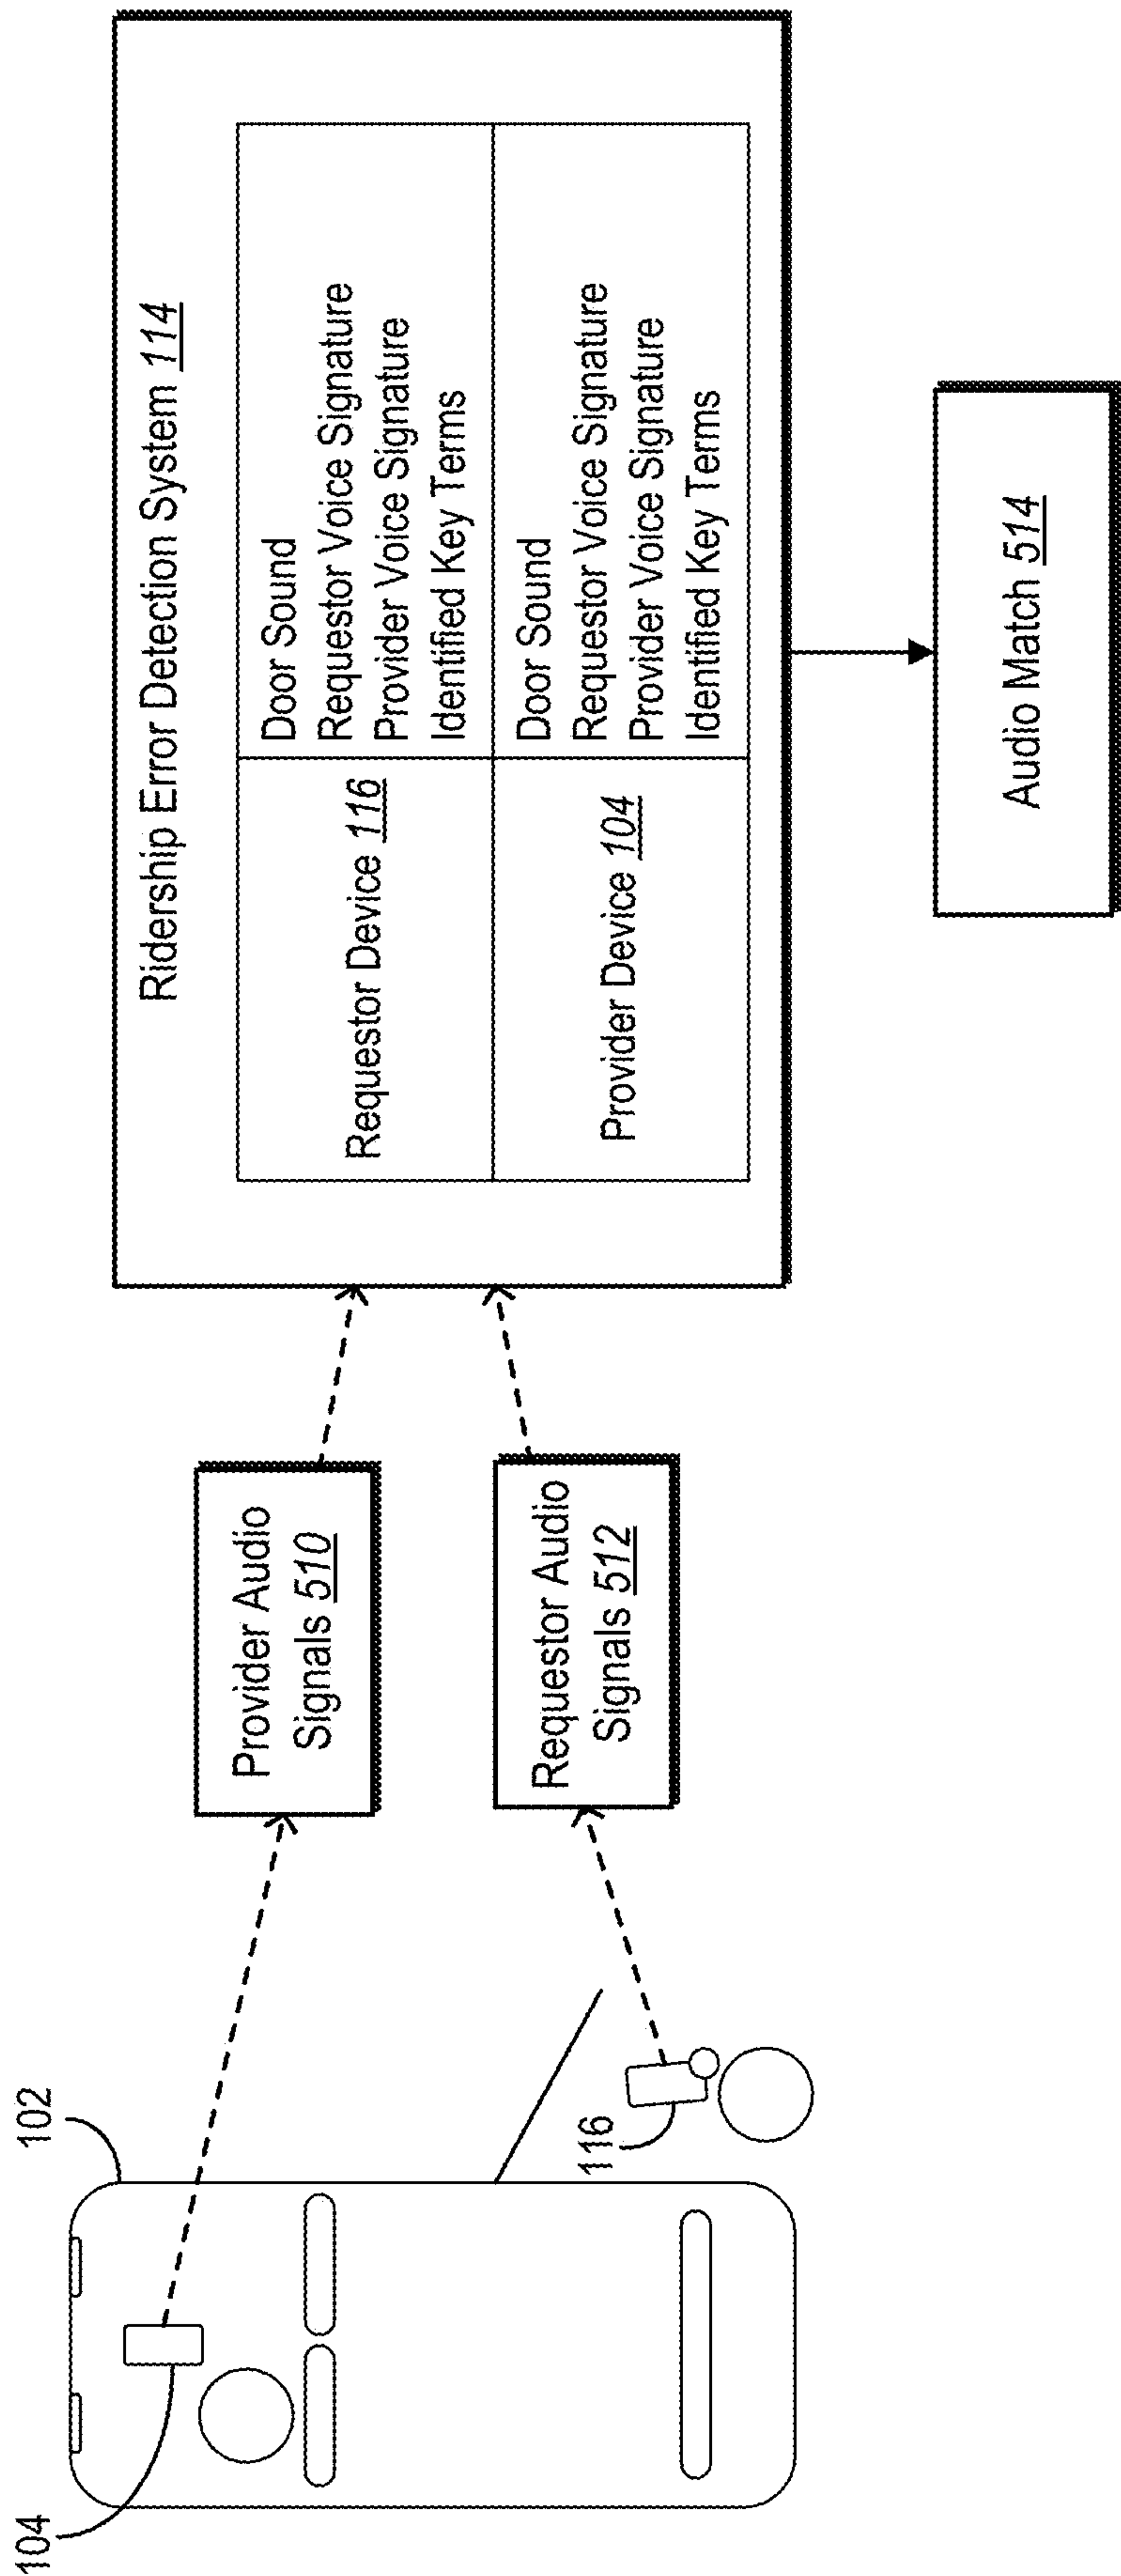 102
104
116
Provider Audio
Signals 510
Requestor Audio
Signals 512
Ridership Error Detection System 114
Requestor Device 116
Door Sound
Requestor Voice Signature
Provider Voice Signature
Identified Key Terms
Provider Device 104
Door Sound
Requestor Voice Signature
Provider Voice Signature
Identified Key Terms
Audio Match 514